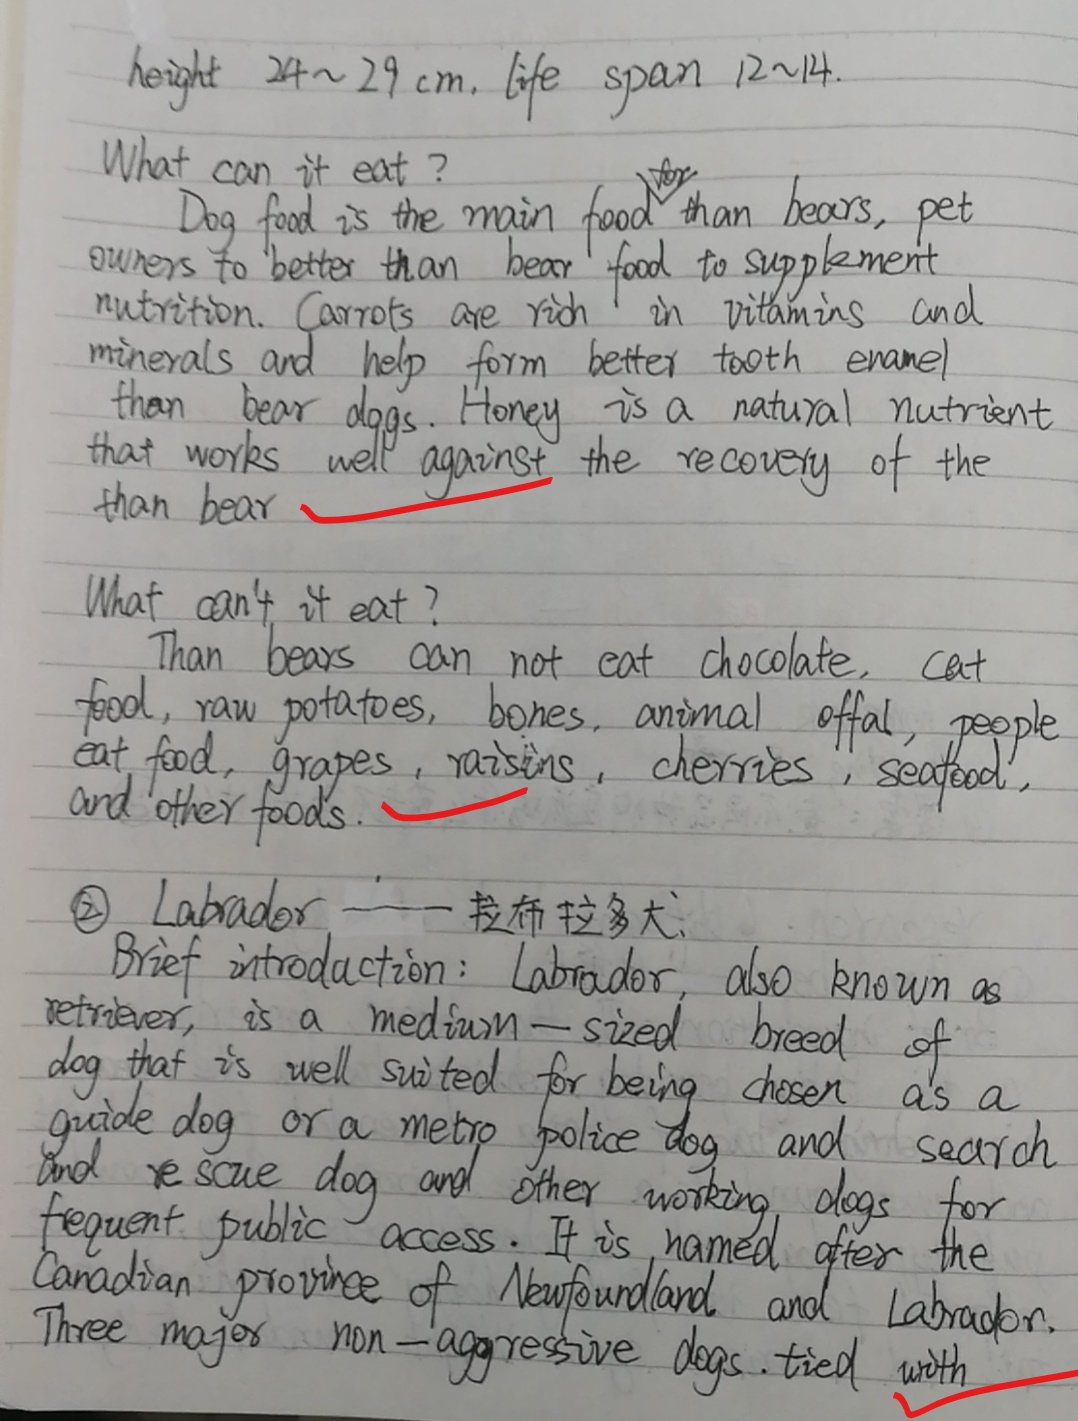 height 24~29 cm. life span 12~14.
What can it eat?
for
Dog food is the main food than bears, pet
owners to better than bear food to supplement
nutrition. Carrots are rich in vitamins and
minerals and help form better tooth enamel
than bear dogs. Honey is a natural nutrient
that works well against the recovery of the
than bear
What can't it eat?
Than bears can not eat chocolate, cat
food, raw potatoes, bones, animal offal, people
eat food, grapes, raisins, cherries, seafood,
and other foods.
② Labrador —— 拉布拉多犬:
Brief introdaction: Labrador, also known as
retriever, is a medium-sized breed of
dog that is well suited for being chosen as a
guide dog or a metro police dog and search
and rescue dog and other working dogs for
frequent public access. It is named after the
Canadian province of Newfoundland and Labrador.
Three major non-aggressive dogs. tied with